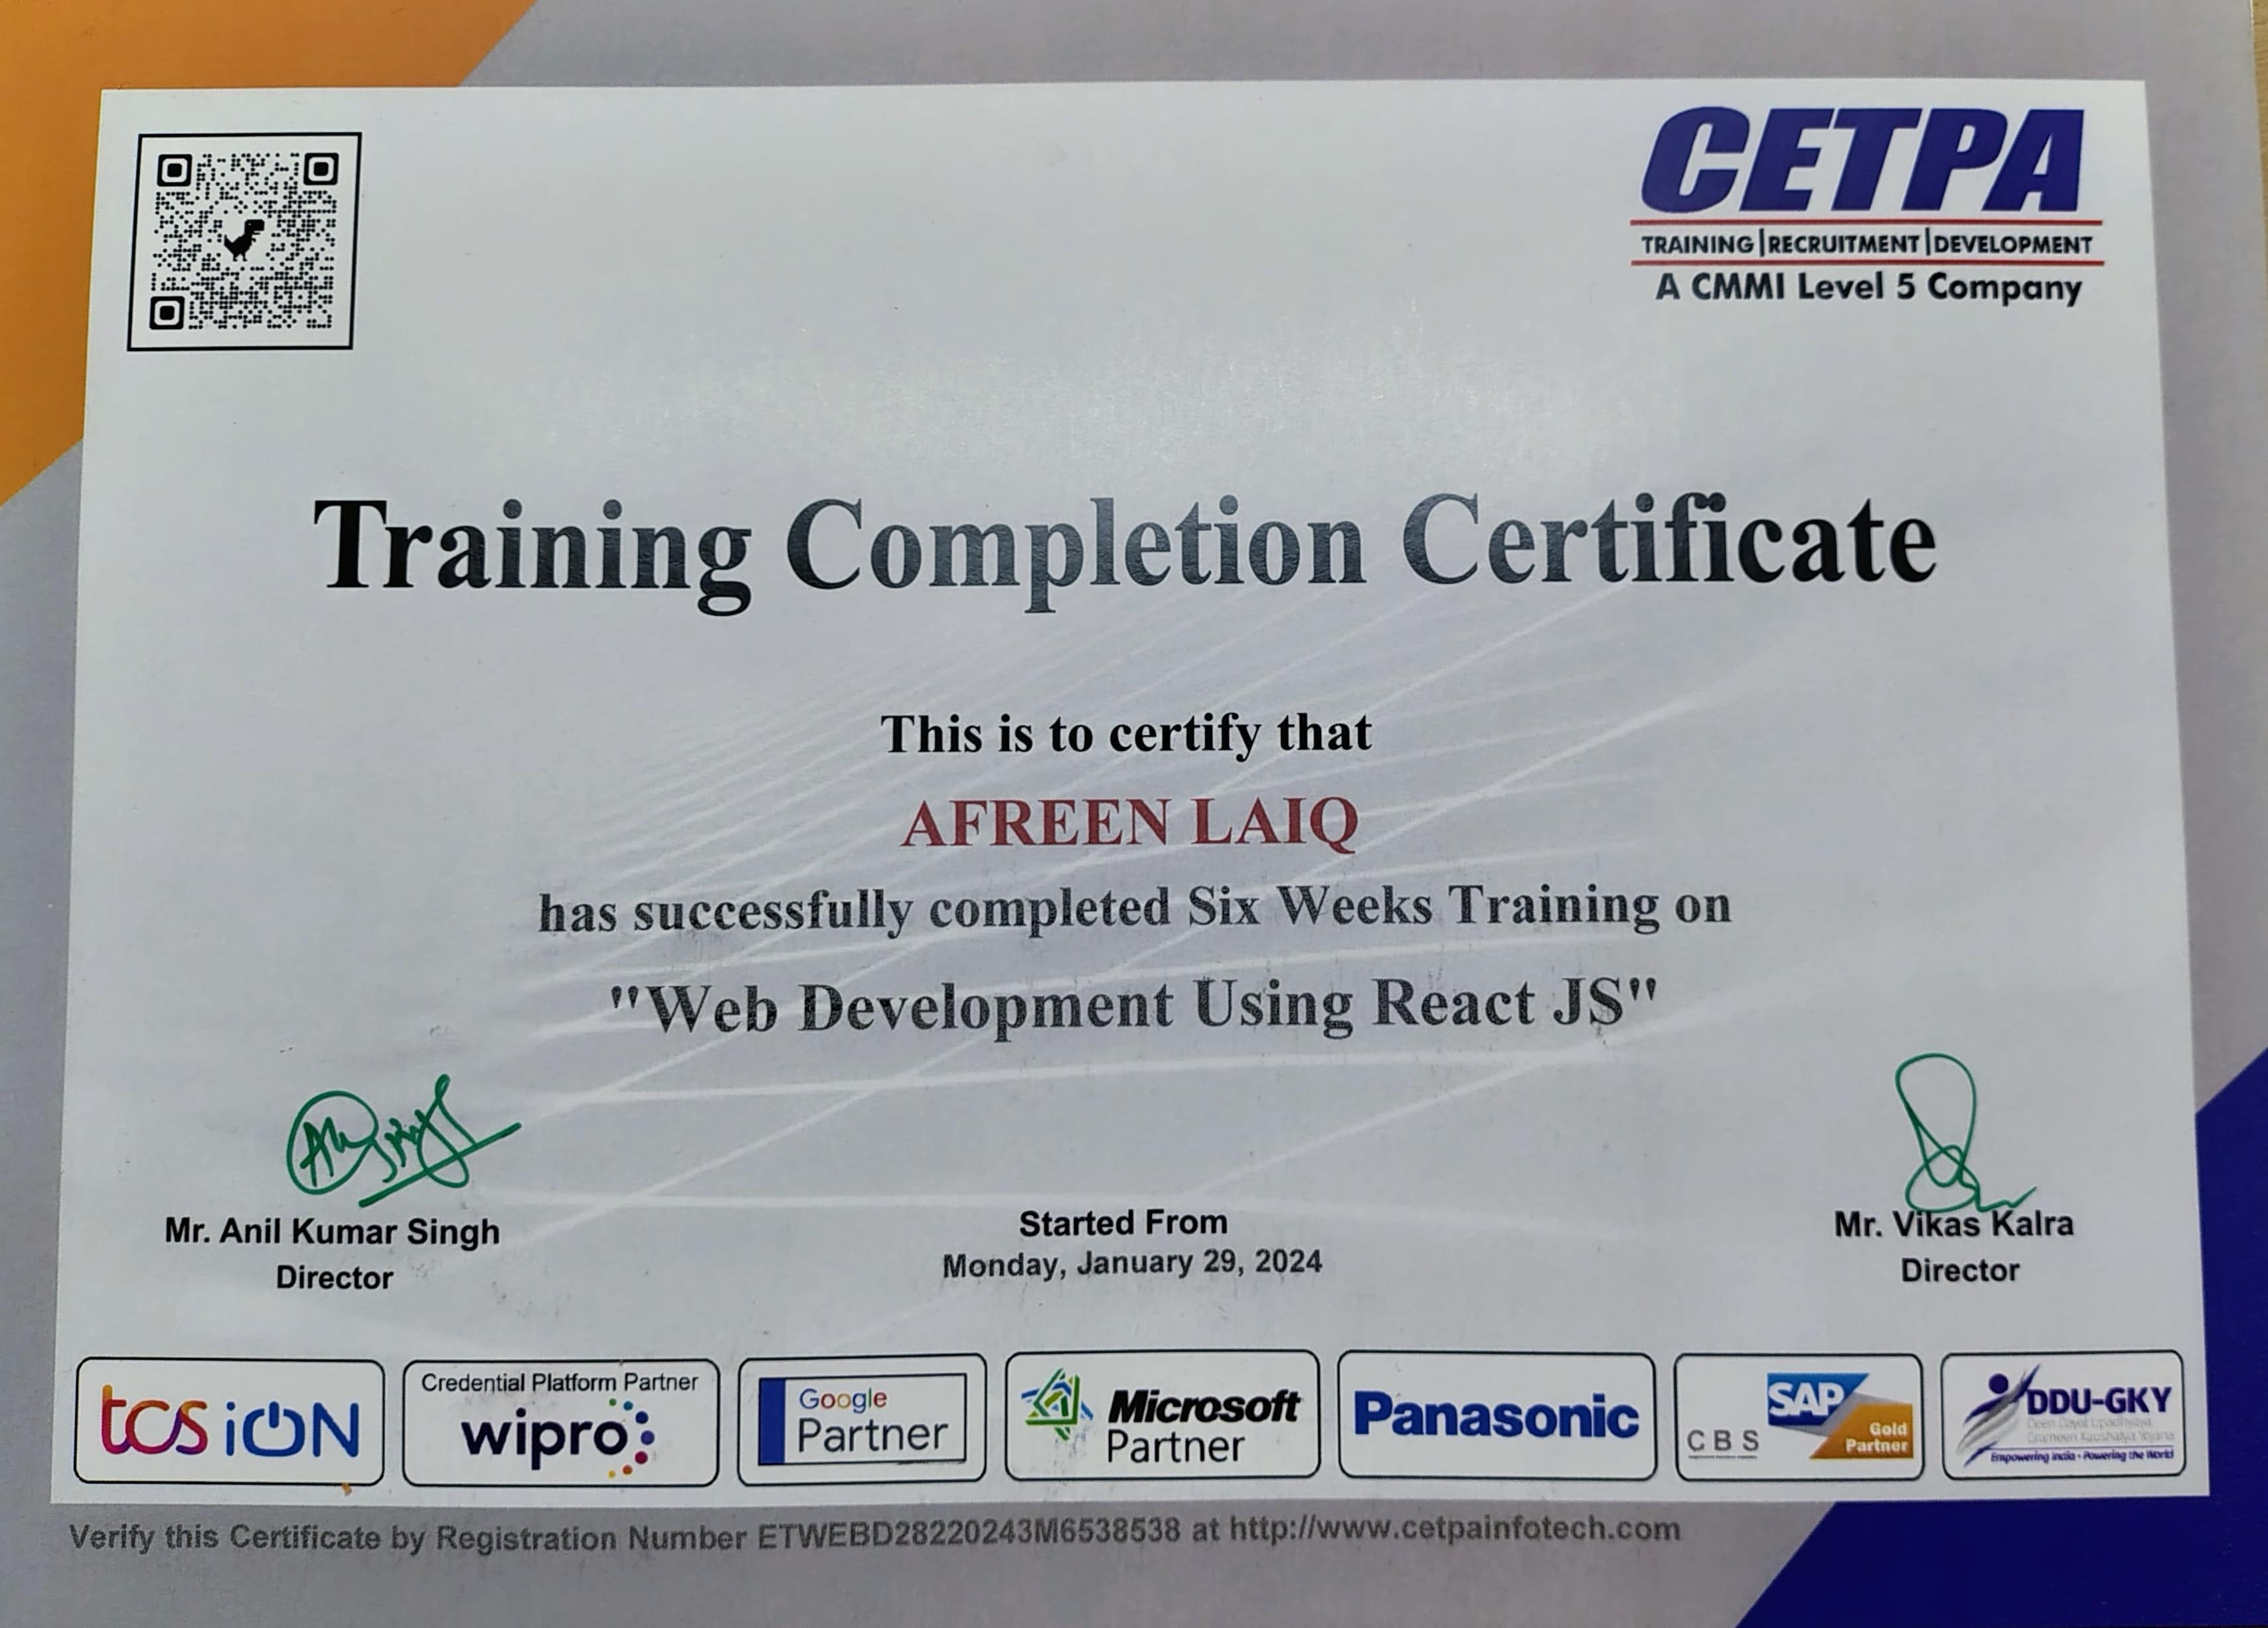 CETPA
TRAINING|RECRUITMENT|DEVELOPMENT
A CMMI Level 5 Company
Training Completion Certificate
This is to certify that
AFREEN LAIQ
has successfully completed Six Weeks Training on
"Web Development Using React JS"
Mr. Anil Kumar Singh
Director
Started From
Monday, January 29, 2024
Mr. Vikas Kalra
Director
tcs iON
Credential Platform Partner
wipro
Google
Partner
Microsoft
Partner
Panasonic
CBS
SAP
Gold
Partner
DDU-GKY
Deen Dayal Upadhyaya
Grameen Kaushalya Yojana
Empowering India - Powering the World
Verify this Certificate by Registration Number ETWEBD28220243M6538538 at http://www.cetpainfotech.com